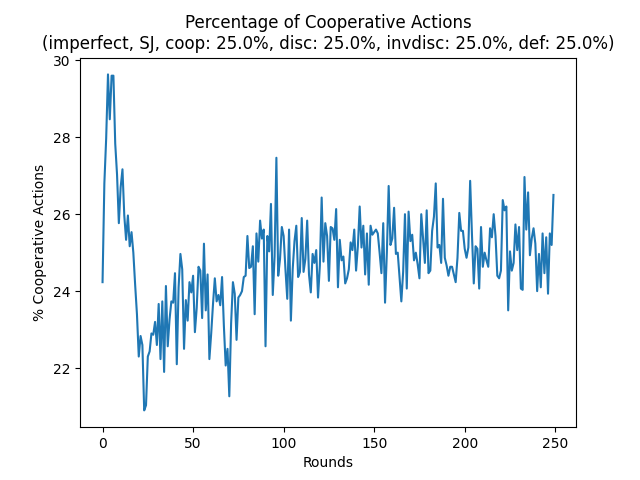 Percentage of Cooperative Actions
(imperfect, SJ, coop: 25.0%, disc: 25.0%, invdisc: 25.0%, def: 25.0%)
% Cooperative Actions
30
28
26
24
22
0 50 100 150 200 250
Rounds